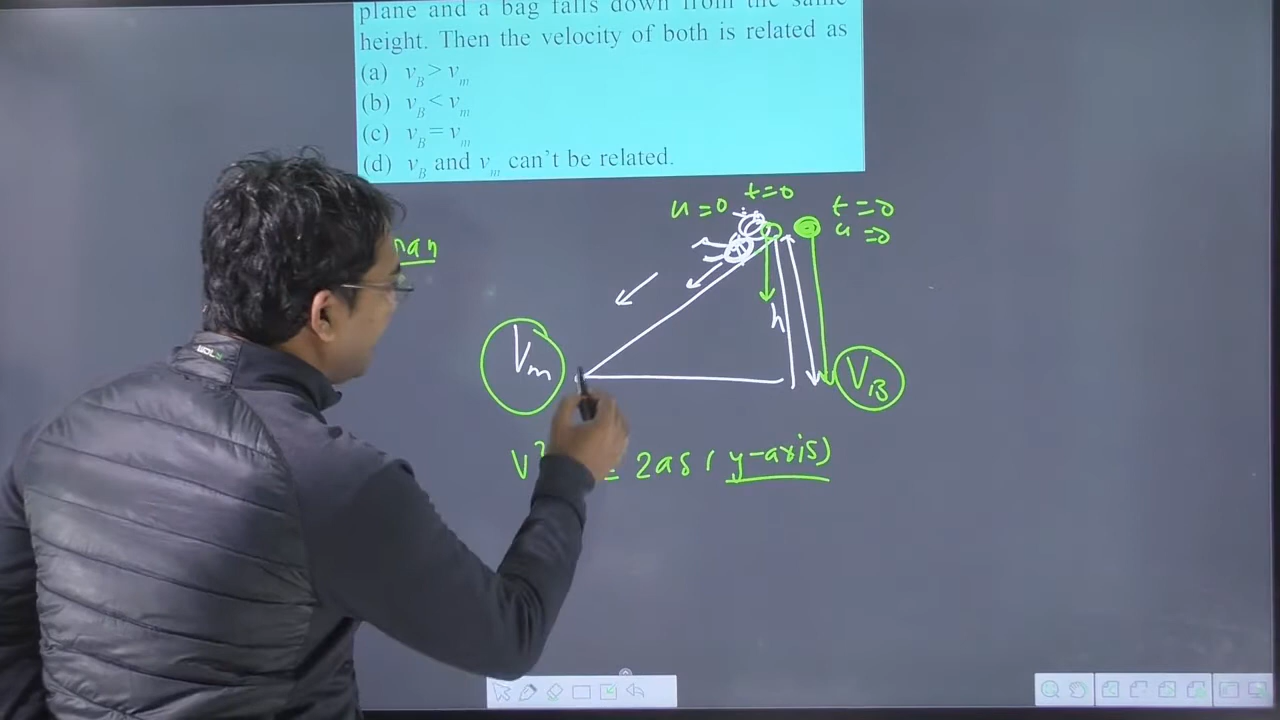 plane and a bag falls down from the same
height. Then the velocity of both is related as
(a) v_B > v_m
(b) v_B < v_m
(c) v_B = v_m
(d) v_B and v_m can't be related.
t=0
u=0
t=0
u=0
h
V_m
V_B
2as (y-axis)